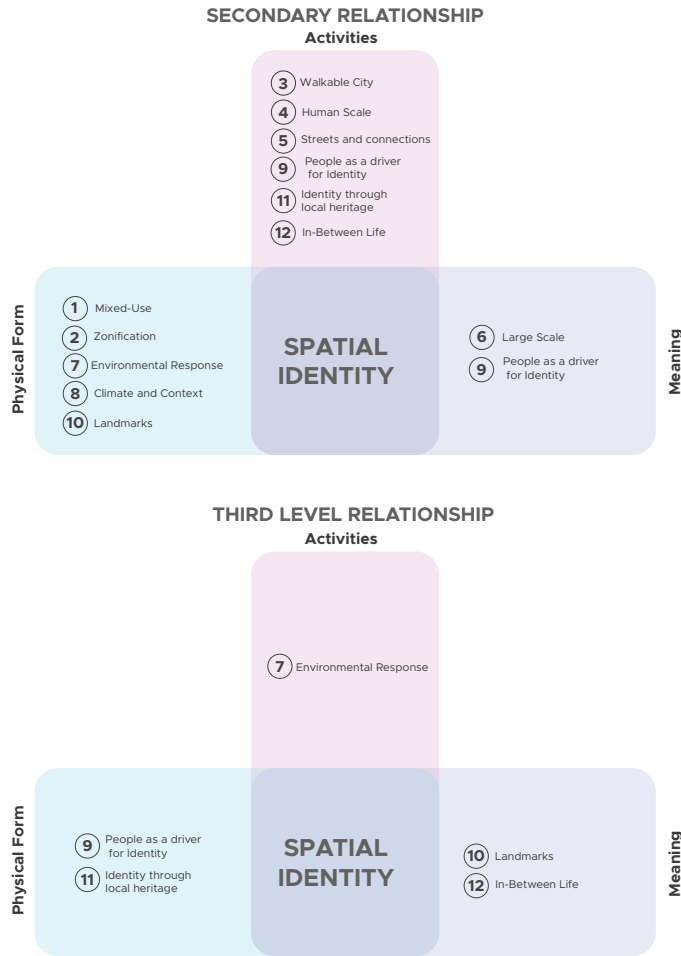 SECONDARY RELATIONSHIP
Activities
3 Walkable City
4 Human Scale
5 Streets and connections
9 People as a driver
for Identity
11 Identity through
local heritage
12 In-Between Life
Physical Form
1 Mixed-Use
2 Zonification
7 Environmental Response
8 Climate and Context
10 Landmarks
SPATIAL
IDENTITY
6 Large Scale
9 People as a driver
for Identity
Meaning
THIRD LEVEL RELATIONSHIP
Activities
7 Environmental Response
Physical Form
9 People as a driver
for Identity
11 Identity through
local heritage
SPATIAL
IDENTITY
10 Landmarks
12 In-Between Life
Meaning